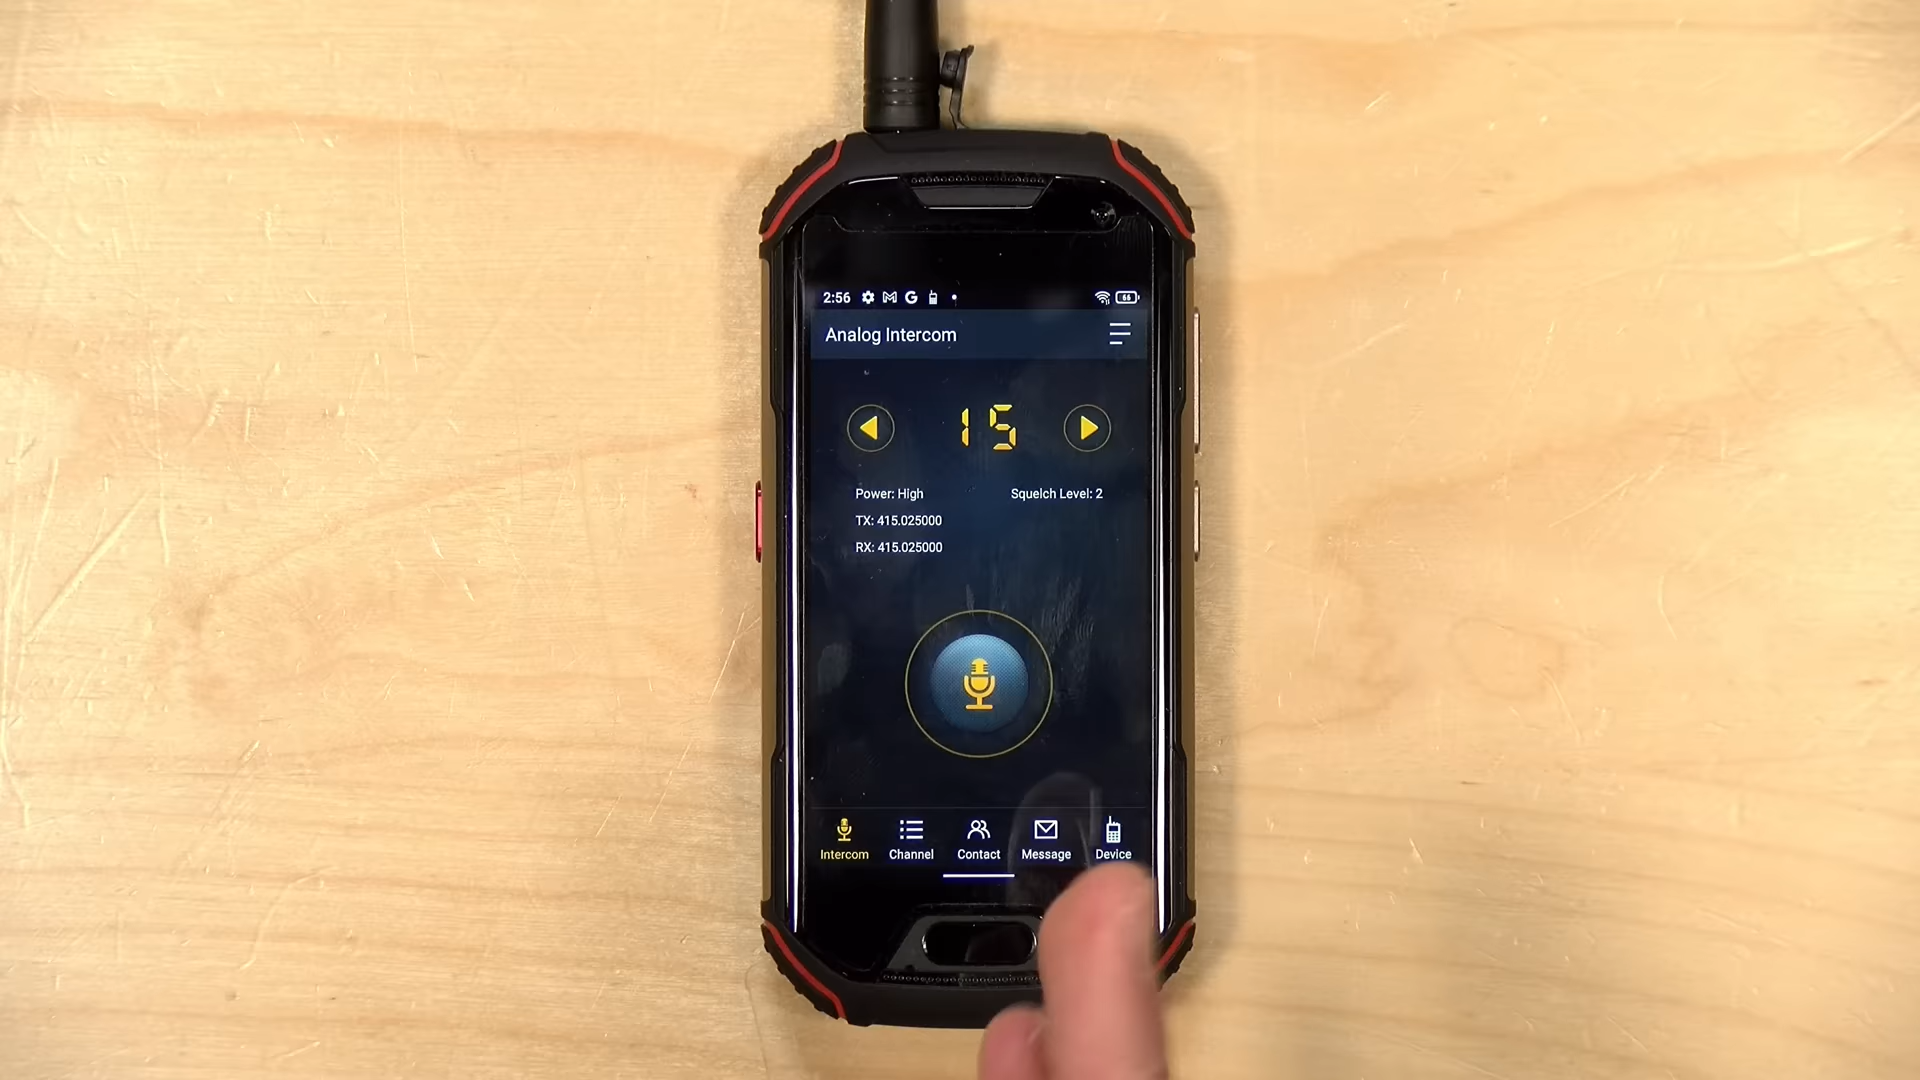 2:56 G 66
Analog Intercom
15
Power: High Squelch Level: 2
TX: 415.025000
RX: 415.025000
Intercom Channel Contact Message Device